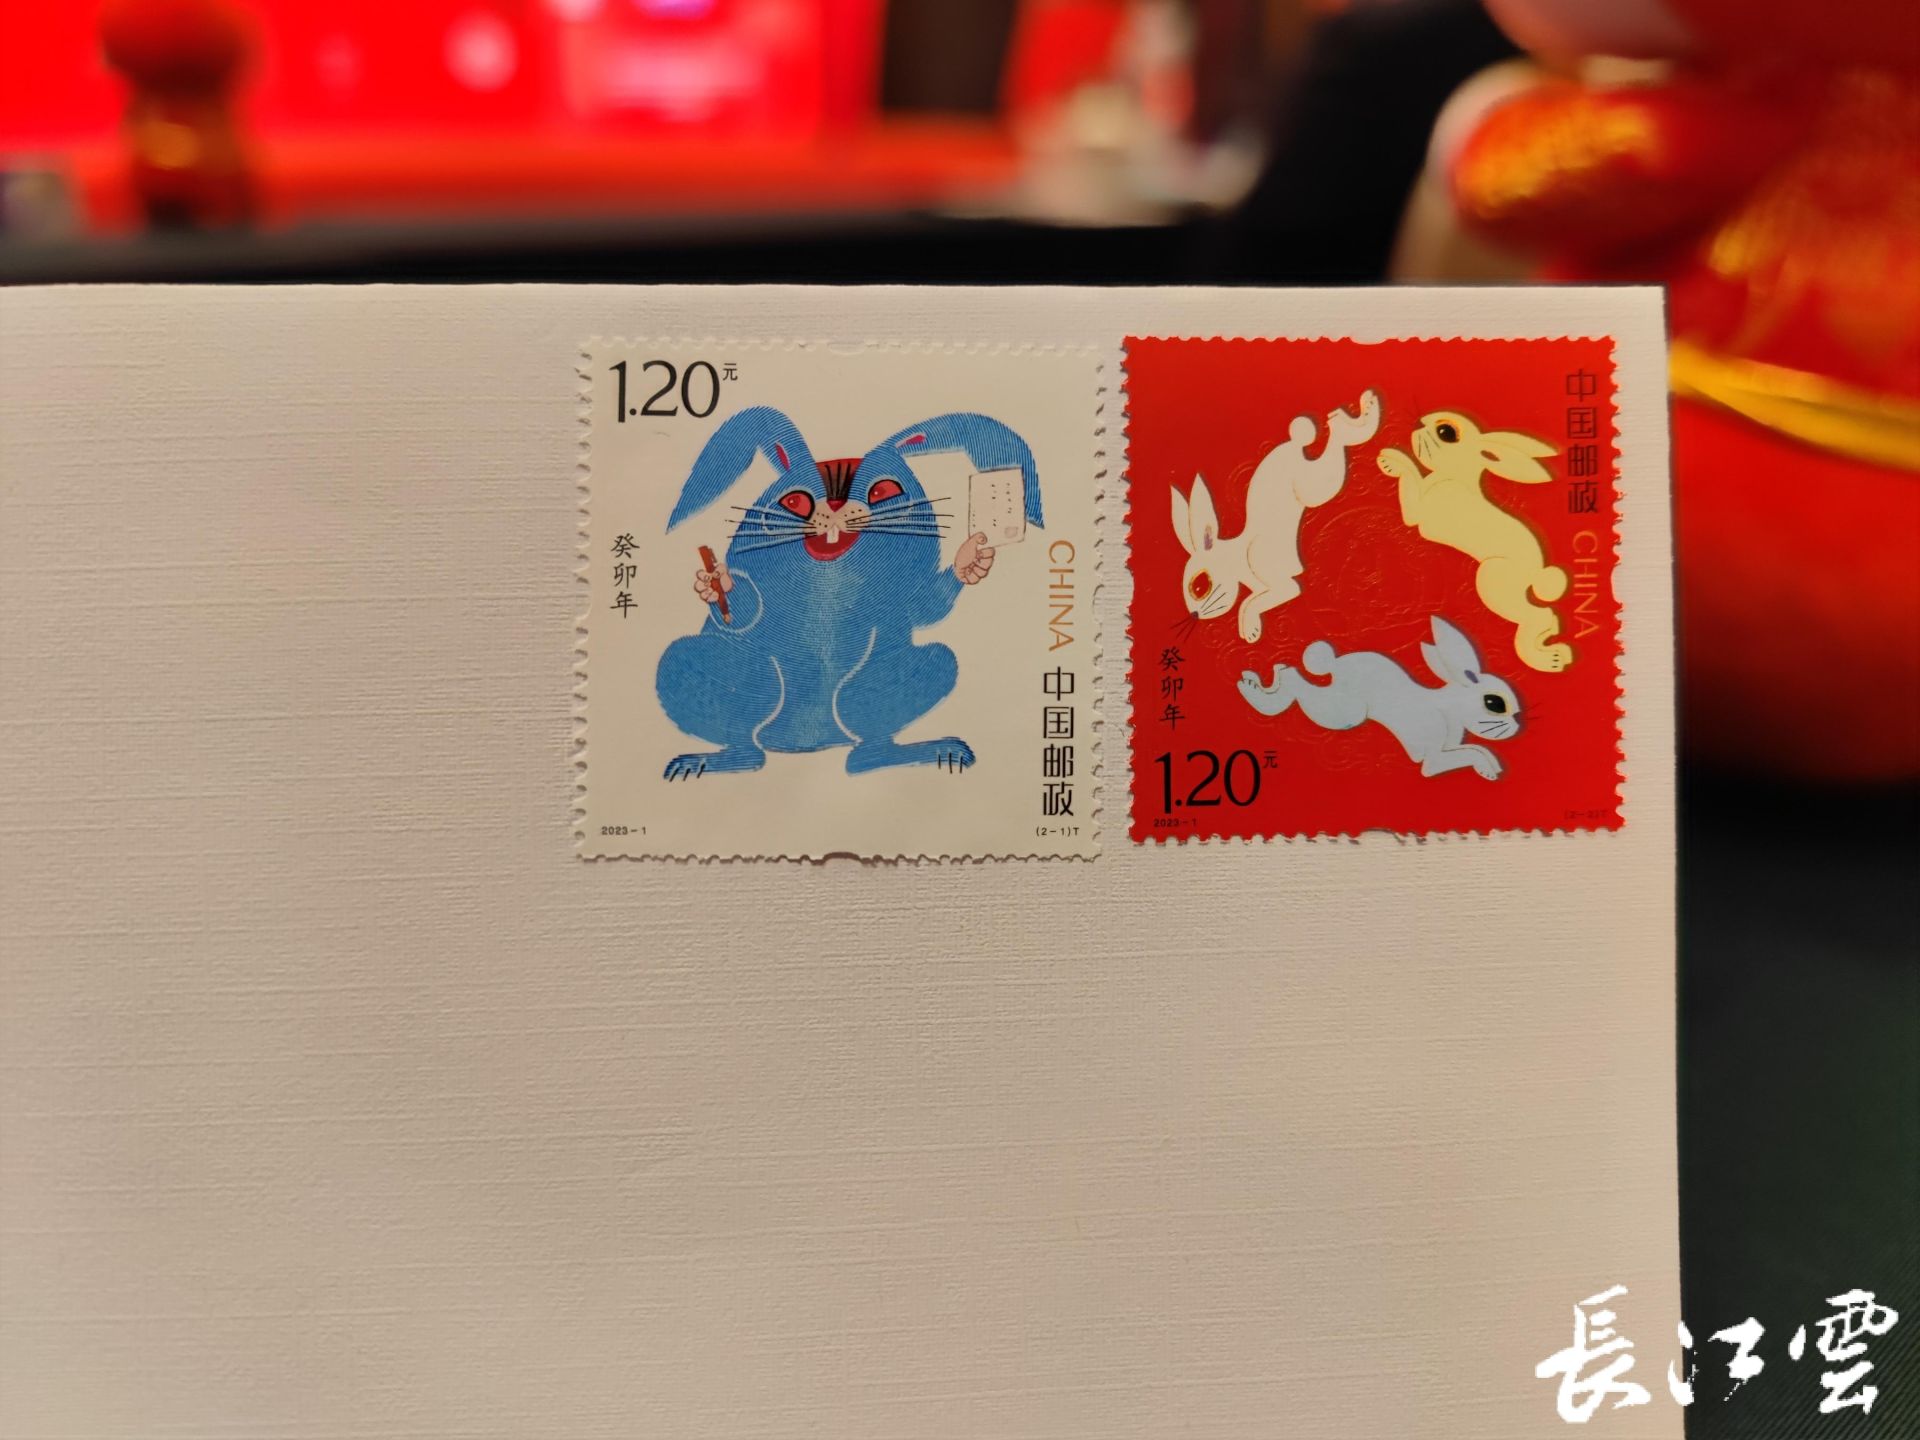 1.20元
癸卯年
CHINA
中国邮政
2023-1
(2-1)T
中国邮政
CHINA
癸卯年
1.20元
2023-1
(2-2)T
長江雲